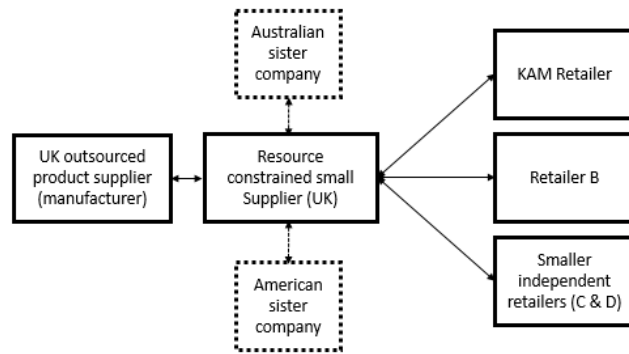 Australian
sister
company
KAM Retailer
UK outsourced
product supplier
(manufacturer)
Resource
constrained small
Supplier (UK)
Retailer B
American
sister
company
Smaller
independent
retailers (C & D)